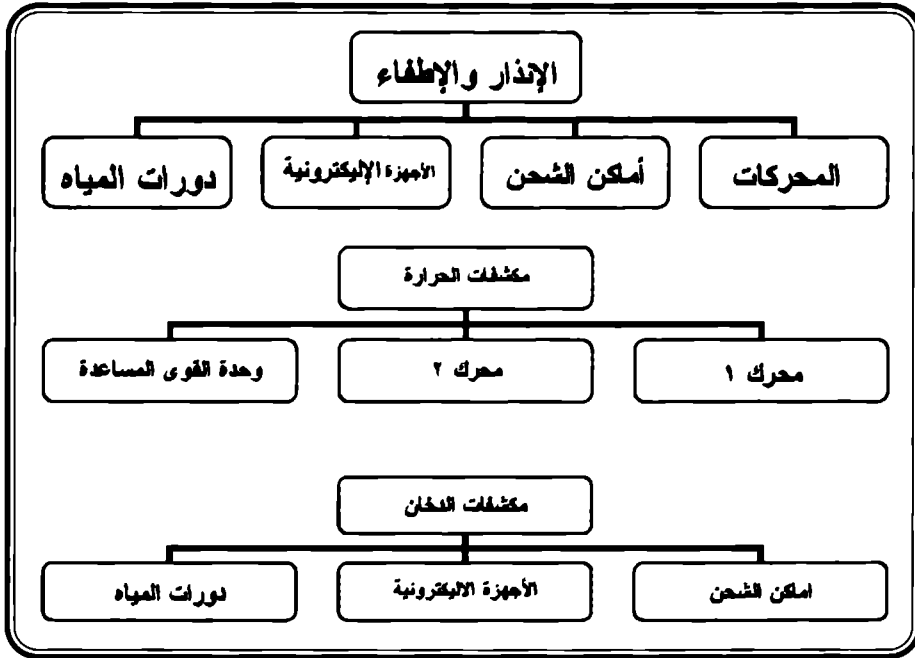 الإنذار والإطفاء
المحركات
أماكن الشحن
الأجهزة الإليكترونية
دورات المياه
مكشفات الحرارة
محرك ١
محرك ٢
وحدة القوى المساعدة
مكشفات الدخان
اماكن الشحن
الأجهزة الاليكترونية
دورات المياه